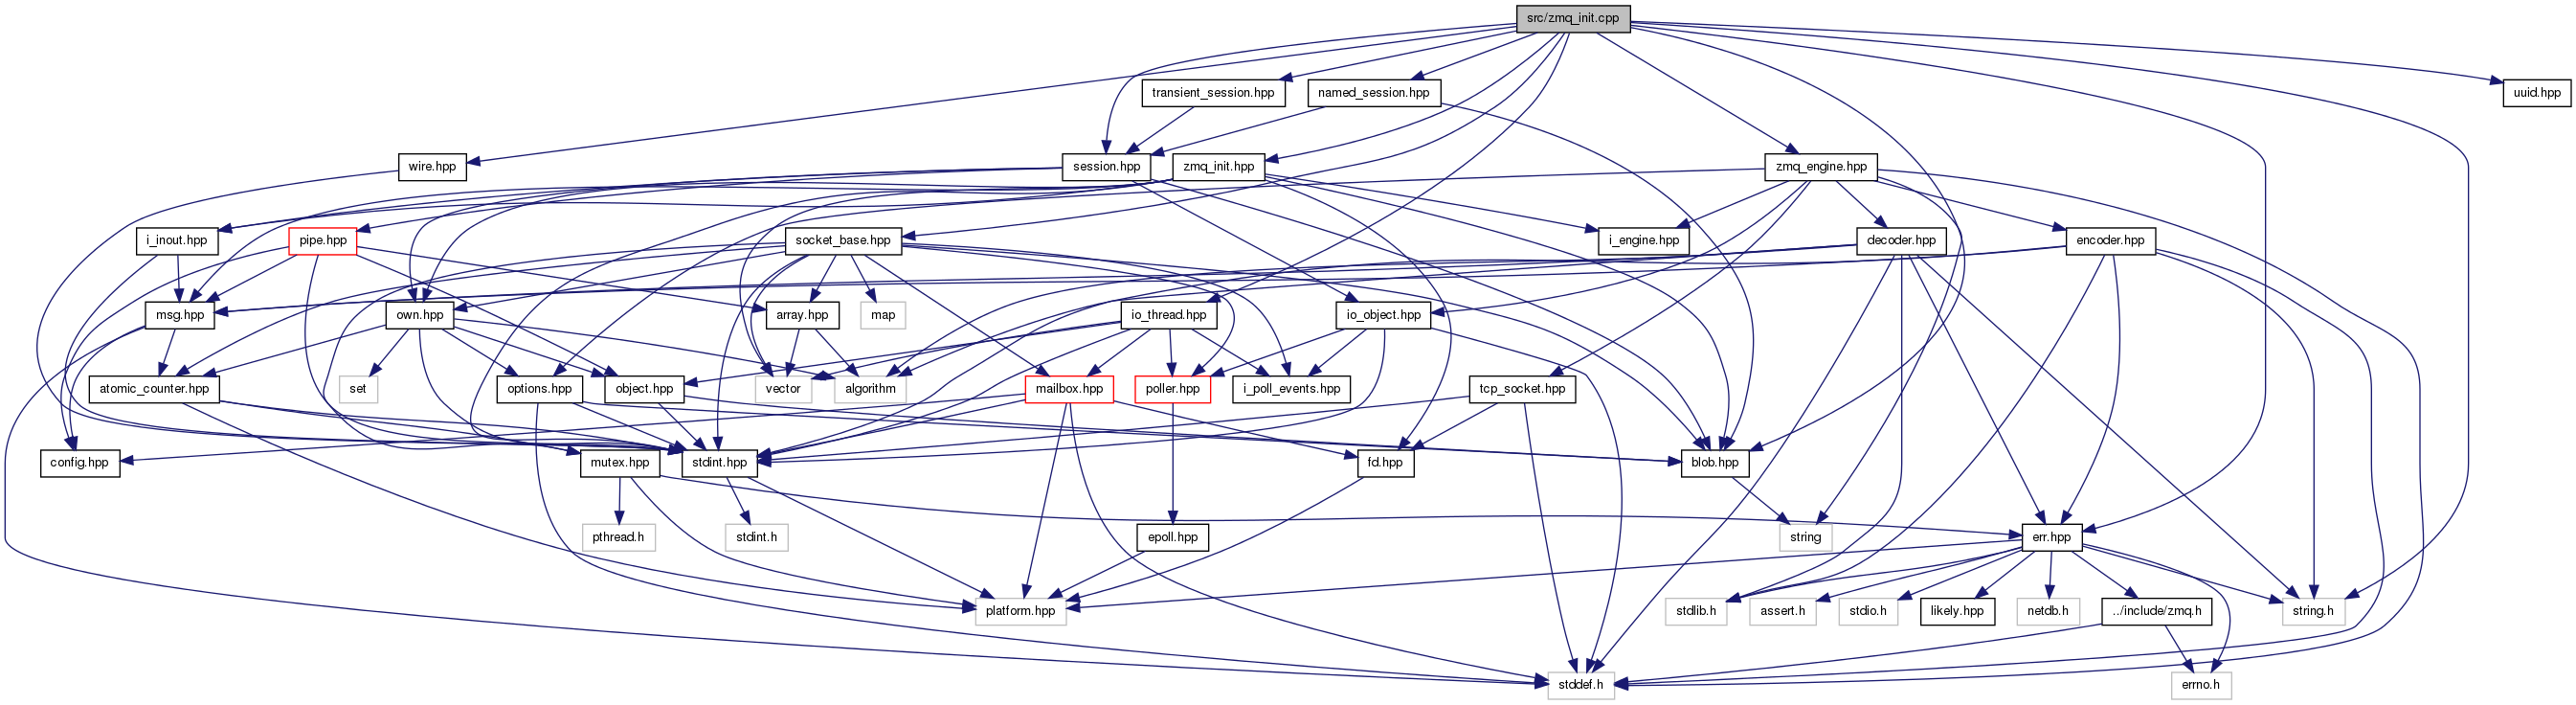 src/zmq_init.cpp
transient_session.hpp
named_session.hpp
uuid.hpp
wire.hpp
session.hpp
zmq_init.hpp
zmq_engine.hpp
i_inout.hpp
pipe.hpp
socket_base.hpp
i_engine.hpp
decoder.hpp
encoder.hpp
msg.hpp
own.hpp
array.hpp
map
io_thread.hpp
io_object.hpp
atomic_counter.hpp
set
options.hpp
object.hpp
vector
algorithm
mailbox.hpp
poller.hpp
i_poll_events.hpp
tcp_socket.hpp
config.hpp
mutex.hpp
stdint.hpp
fd.hpp
blob.hpp
pthread.h
stdint.h
epoll.hpp
string
err.hpp
platform.hpp
stdlib.h
assert.h
stdio.h
likely.hpp
netdb.h
../include/zmq.h
string.h
stddef.h
errno.h